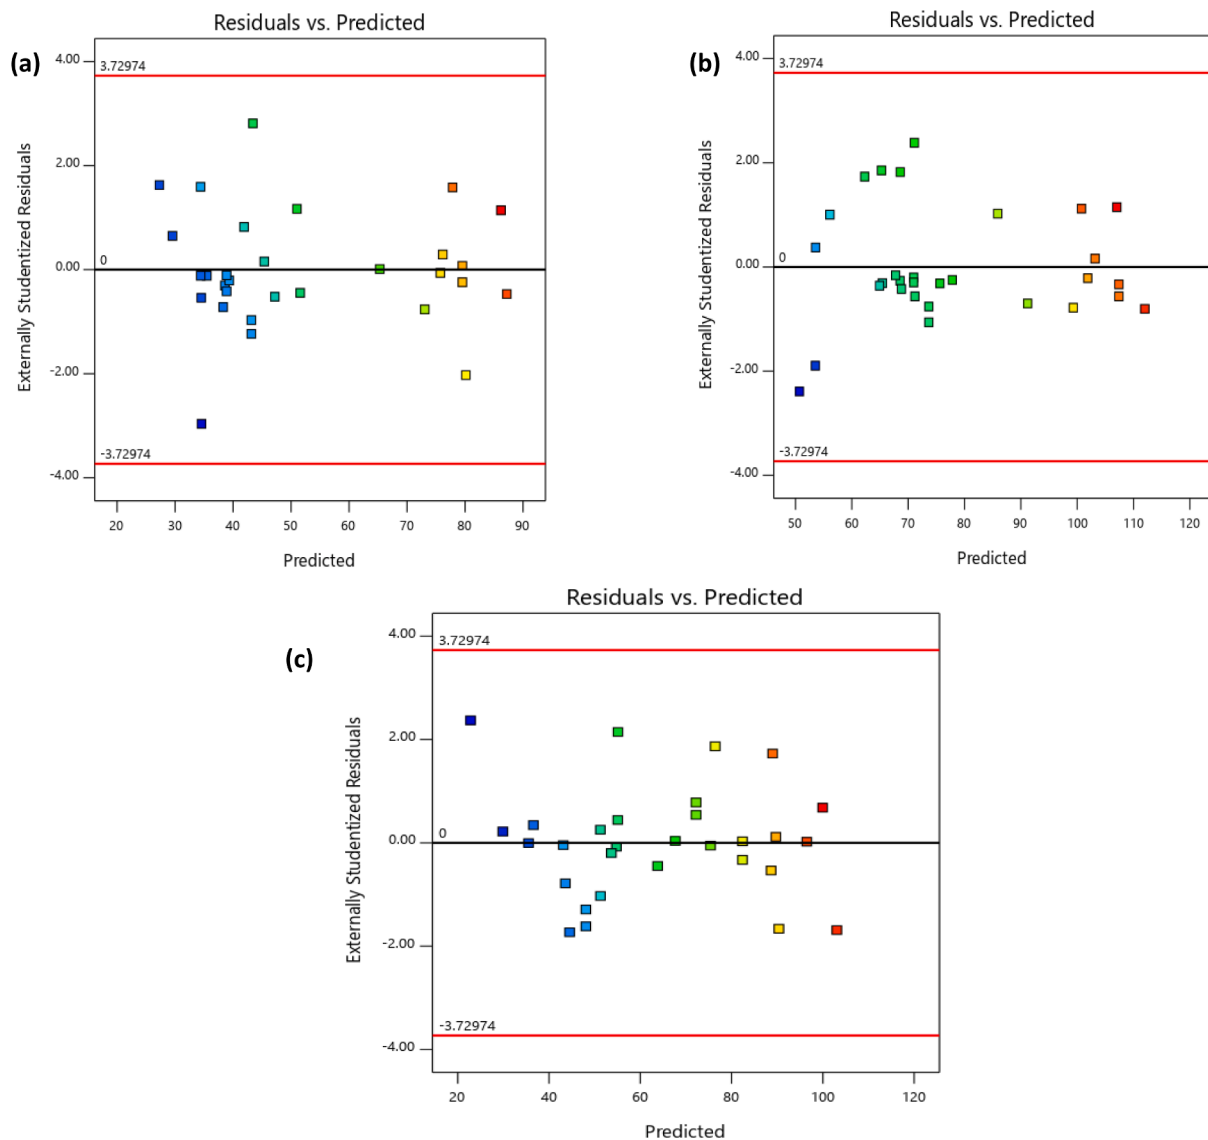 Residuals vs. Predicted
(a)
4.00
3.72974
2.00
0
0.00
-2.00
-3.72974
-4.00
Externally Studentized Residuals
20 30 40 50 60 70 80 90
Predicted
Residuals vs. Predicted
(b)
4.00
3.72974
2.00
0
0.00
-2.00
-3.72974
-4.00
Externally Studentized Residuals
50 60 70 80 90 100 110 120
Predicted
Residuals vs. Predicted
(c)
4.00
3.72974
2.00
0
0.00
-2.00
-3.72974
-4.00
Externally Studentized Residuals
20 40 60 80 100 120
Predicted